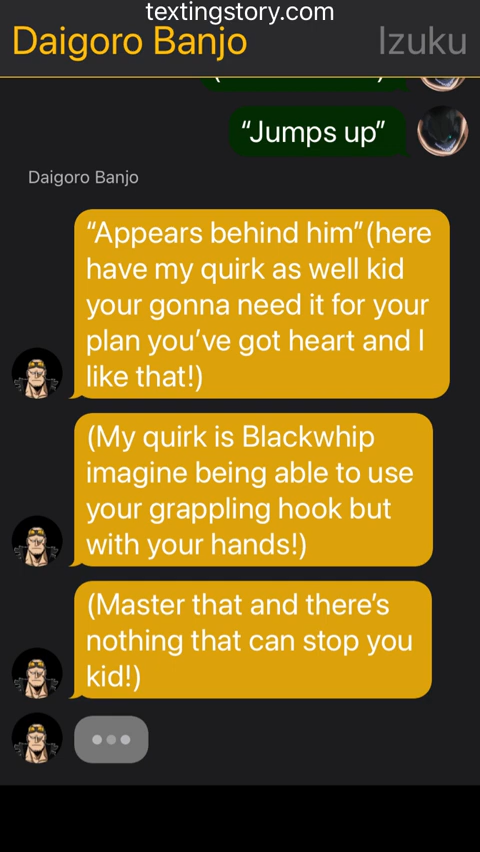 textingstory.com
Daigoro Banjo
Izuku
“Jumps up”
Daigoro Banjo
“Appears behind him”(here
have my quirk as well kid
your gonna need it for your
plan you’ve got heart and I
like that!)
(My quirk is Blackwhip
imagine being able to use
your grappling hook but
with your hands!)
(Master that and there’s
nothing that can stop you
kid!)